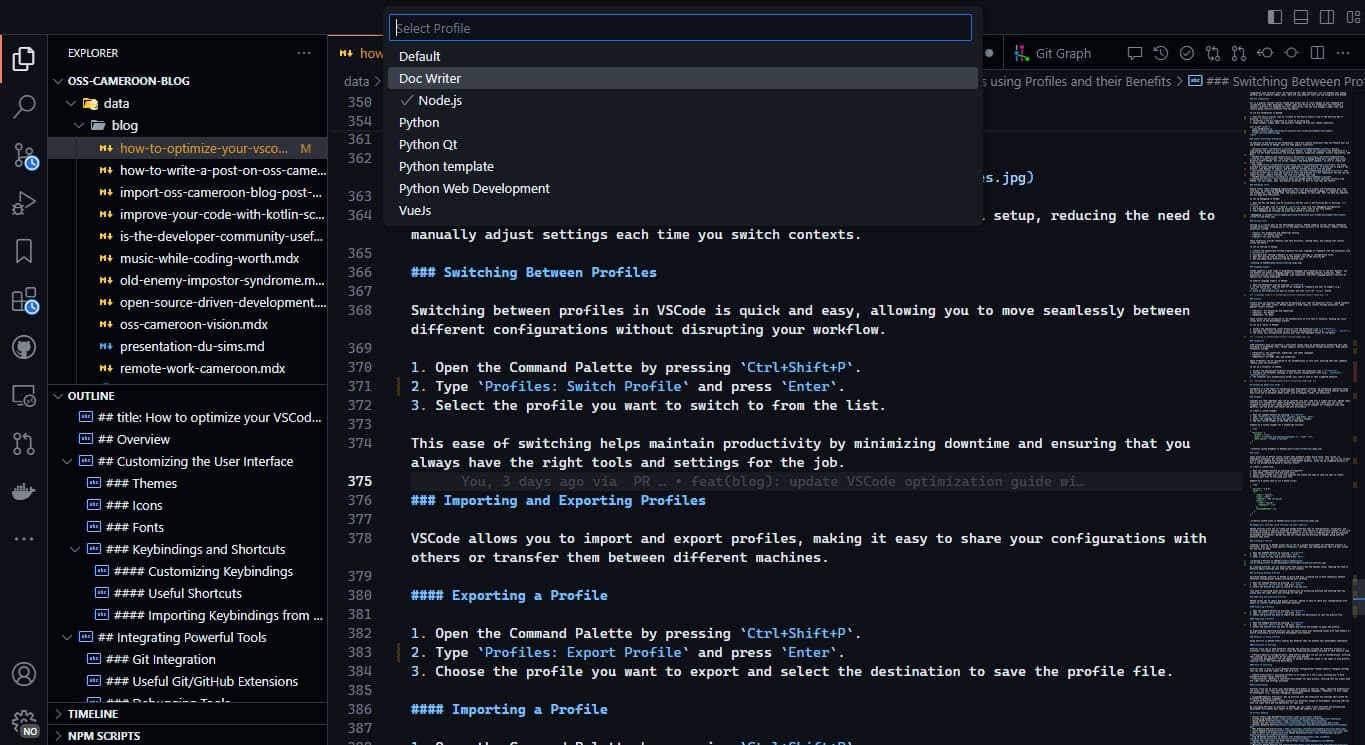 Select Profile
Default
Doc Writer
Node.js
Python
Python Qt
Python template
Python Web Development
VueJs
EXPLORER
OSS-CAMEROON-BLOG
data
blog
how-to-optimize-your-vsco... M
how-to-write-a-post-on-oss-came...
import-oss-cameroon-blog-post-...
improve-your-code-with-kotlin-sc...
is-the-developer-community-usef...
music-while-coding-worth.mdx
old-enemy-impostor-syndrome.m...
open-source-driven-development....
oss-cameroon-vision.mdx
presentation-du-sims.md
remote-work-cameroon.mdx
OUTLINE
## title: How to optimize your VSCod...
## Overview
## Customizing the User Interface
### Themes
### Icons
### Fonts
### Keybindings and Shortcuts
#### Customizing Keybindings
#### Useful Shortcuts
#### Importing Keybindings from ...
## Integrating Powerful Tools
### Git Integration
### Useful Git/GitHub Extensions
### Debugging Tools
TIMELINE
NPM SCRIPTS
NO
how
Git Graph
data
s using Profiles and their Benefits
### Switching Between Pro
350
354
361
362
es.jpg)
363
364 setup, reducing the need to
manually adjust settings each time you switch contexts.
365
366 ### Switching Between Profiles
367
368 Switching between profiles in VSCode is quick and easy, allowing you to move seamlessly between
different configurations without disrupting your workflow.
369
370 1. Open the Command Palette by pressing `Ctrl+Shift+P`.
371 2. Type `Profiles: Switch Profile` and press `Enter`.
372 3. Select the profile you want to switch to from the list.
373
374 This ease of switching helps maintain productivity by minimizing downtime and ensuring that you
always have the right tools and settings for the job.
375 You, 3 days ago via PR … • feat(blog): update VSCode optimization guide wi…
376 ### Importing and Exporting Profiles
377
378 VSCode allows you to import and export profiles, making it easy to share your configurations with
others or transfer them between different machines.
379
380 #### Exporting a Profile
381
382 1. Open the Command Palette by pressing `Ctrl+Shift+P`.
383 2. Type `Profiles: Export Profile` and press `Enter`.
384 3. Choose the profile you want to export and select the destination to save the profile file.
385
386 #### Importing a Profile
387
388 1. Open the Command Palette by pressing `Ctrl+Shift+P`.